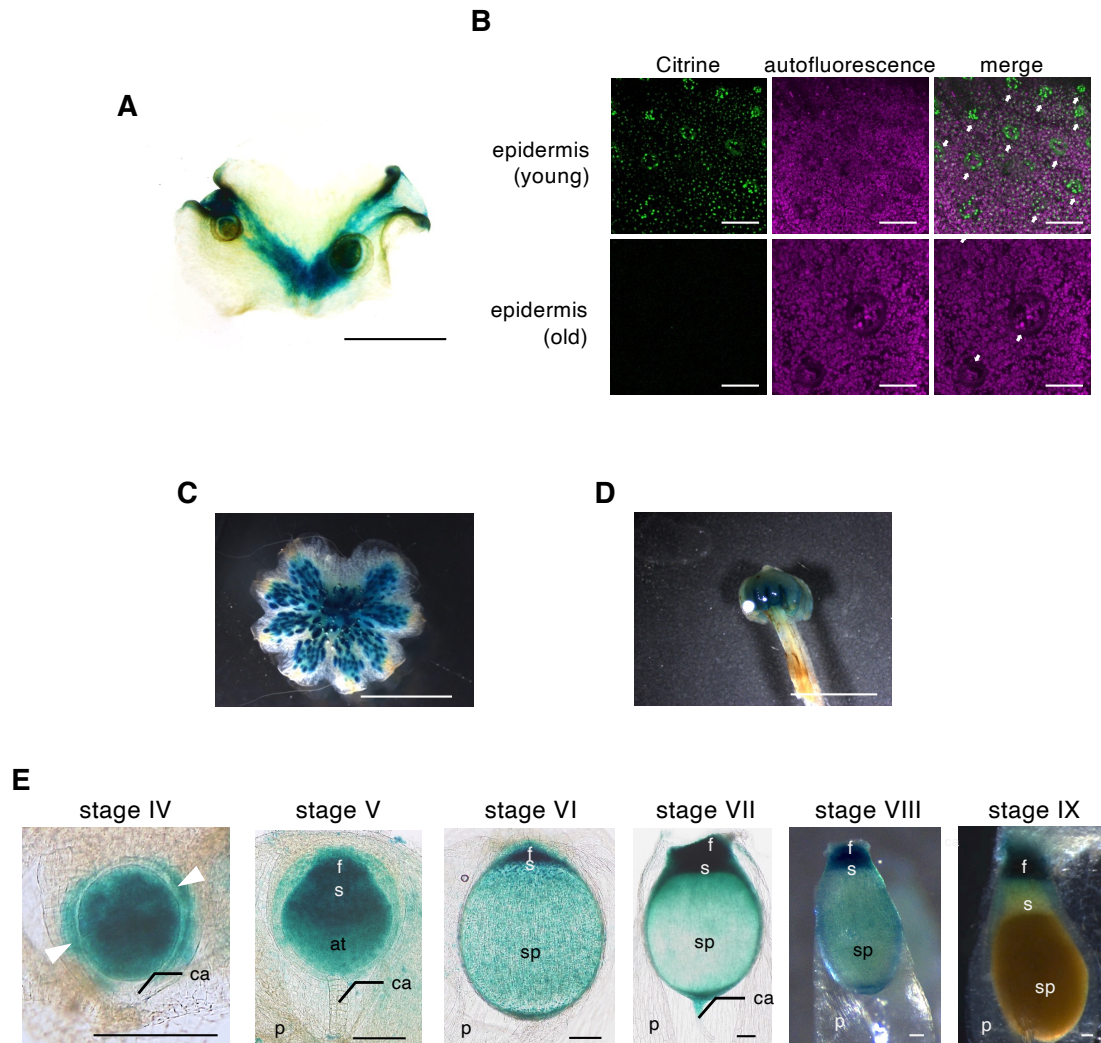 B
Citrine autofluorescence merge
A
epidermis
(young)
epidermis
(old)
C D
E
stage IV stage V stage VI stage VII stage VIII stage IX
f f f f f
s s s s s
at sp sp sp sp
ca ca ca
p p p p p